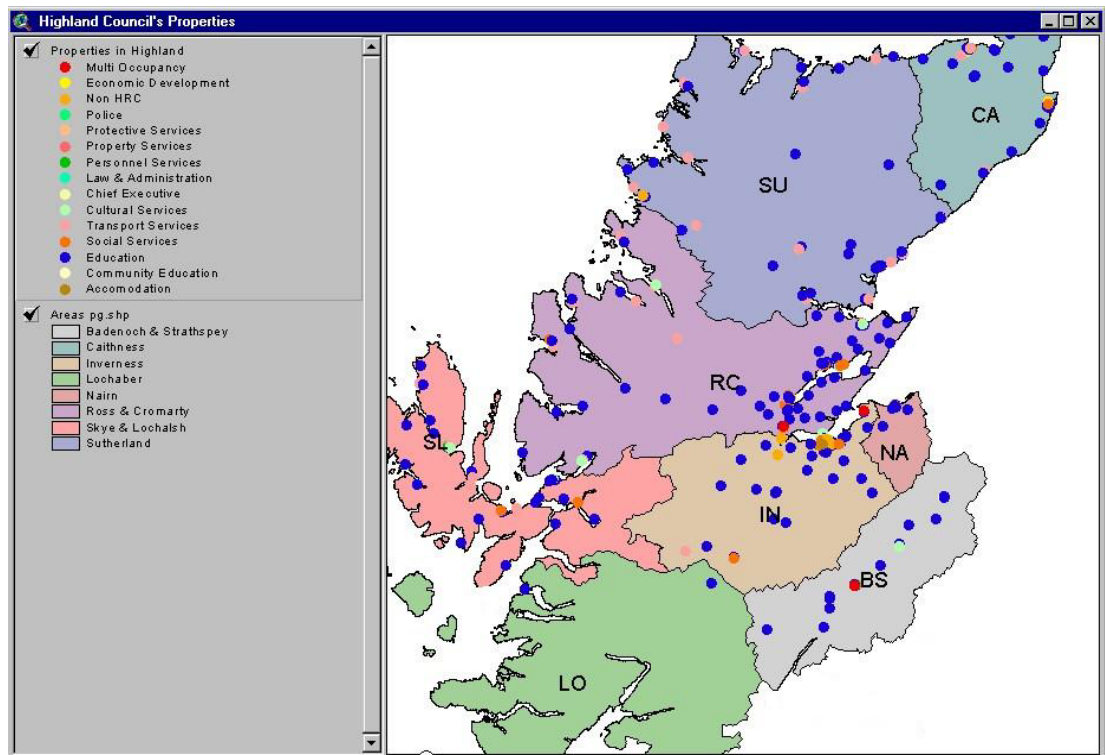 Highland Council's Properties
Properties in Highland
Multi Occupancy
Economic Development
Non HRC
Police
Protective Services
Property Services
Personnel Services
Law & Administration
Chief Executive
Cultural Services
Transport Services
Social Services
Education
Community Education
Accomodation
Areas pg.shp
Badenoch & Strathspey
Caithness
Inverness
Lochaber
Nairn
Ross & Cromarty
Skye & Lochalsh
Sutherland
CA
SU
RC
SL
NA
IN
BS
LO